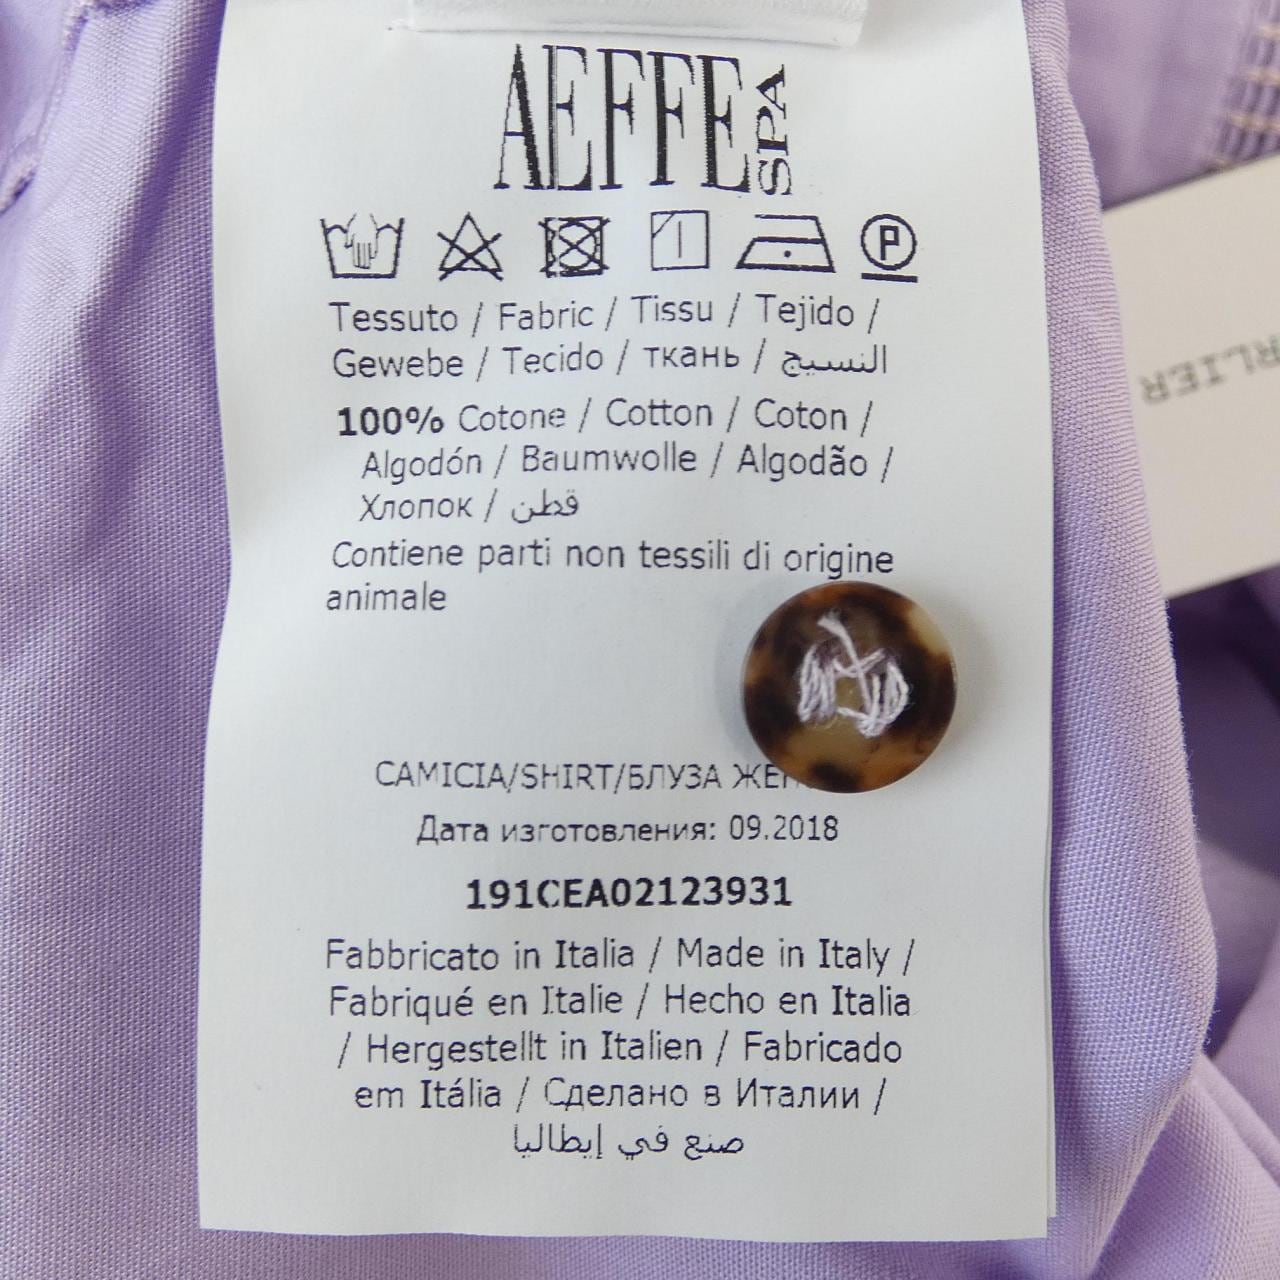 AEFFE SPA
P
Tessuto / Fabric / Tissu / Tejido /
Gewebe / Tecido / ткань / النسيج
100% Cotone / Cotton / Coton /
Algodón / Baumwolle / Algodão /
Хлопок / قطن
Contiene parti non tessili di origine
animale
CAMICIA/SHIRT/БЛУЗА
Дата изготовления: 09.2018
191CEA02123931
Fabbricato in Italia / Made in Italy /
Fabriqué en Italie / Hecho en Italia
/ Hergestellt in Italien / Fabricado
em Itália / Сделано в Италии /
صنع في إيطاليا